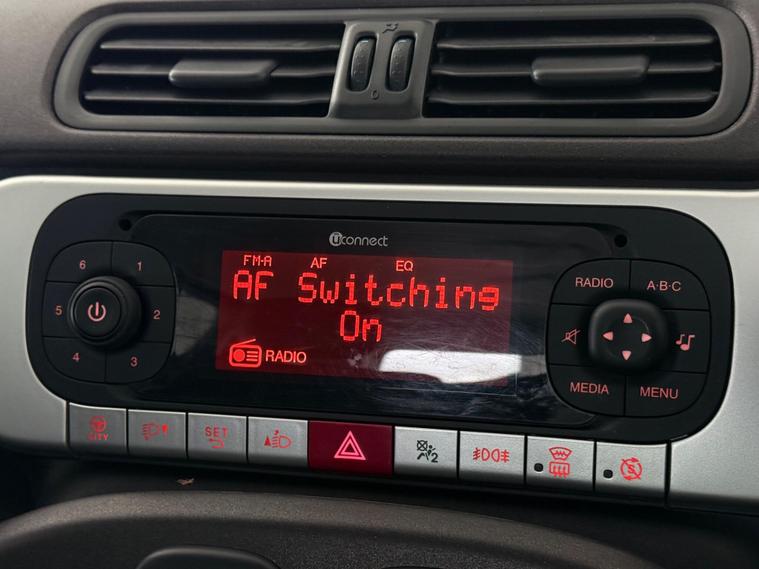 Uconnect
FM-A AF EQ
AF Switching
On
RADIO
6 1
5 2
4 3
RADIO A·B·C
MEDIA MENU
CITY
SET
2